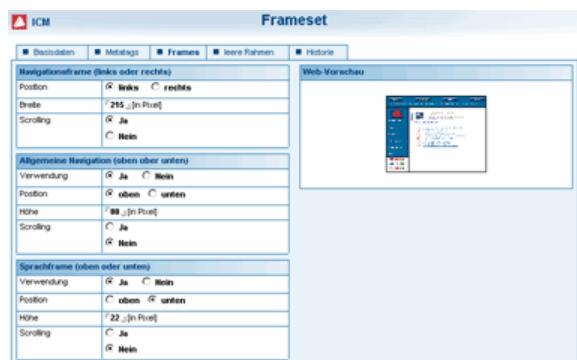 ICM
Frameset
Basisdaten
Metatags
Frames
leere Rahmen
Historie
Navigationsframe (links oder rechts)
Position links rechts
Breite 215 [in Pixel]
Scrolling Ja
Nein
Allgemeine Navigation (oben ober unten)
Verwendung Ja Nein
Position oben unten
Höhe 80 [in Pixel]
Scrolling Ja
Nein
Sprachframe (oben oder unten)
Verwendung Ja Nein
Position oben unten
Höhe 22 [in Pixel]
Scrolling Ja
Nein
Web-Vorschau